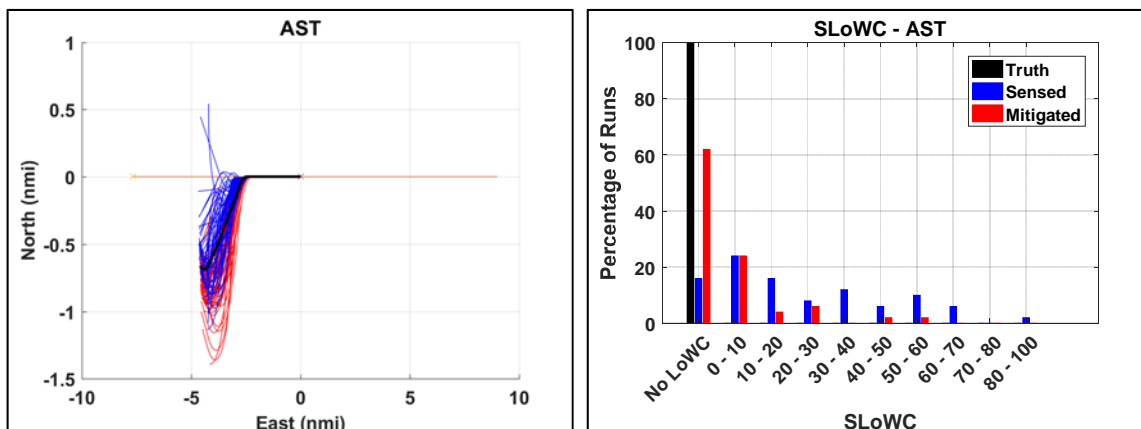 AST
North (nmi)
1
0.5
0
-0.5
-1
-1.5
-10
-5
0
5
10
East (nmi)
SLoWC - AST
Percentage of Runs
100
80
60
40
20
0
Truth
Sensed
Mitigated
No LoWC
0 - 10
10 - 20
20 - 30
30 - 40
40 - 50
50 - 60
60 - 70
70 - 80
80 - 100
SLoWC